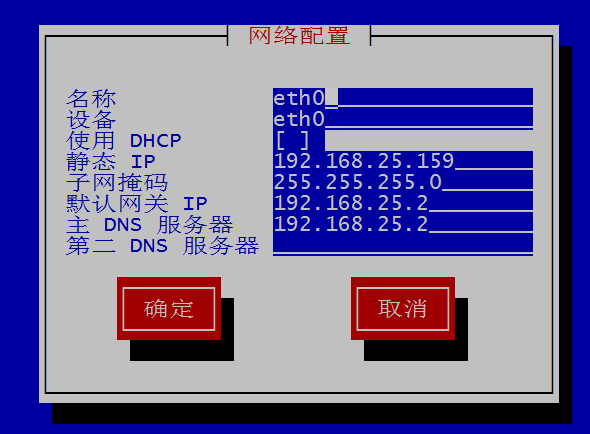 网络配置
名称 eth0
设备 eth0
使用 DHCP [ ]
静态 IP 192.168.25.159
子网掩码 255.255.255.0
默认网关 IP 192.168.25.2
主 DNS 服务器 192.168.25.2
第二 DNS 服务器
确定 取消